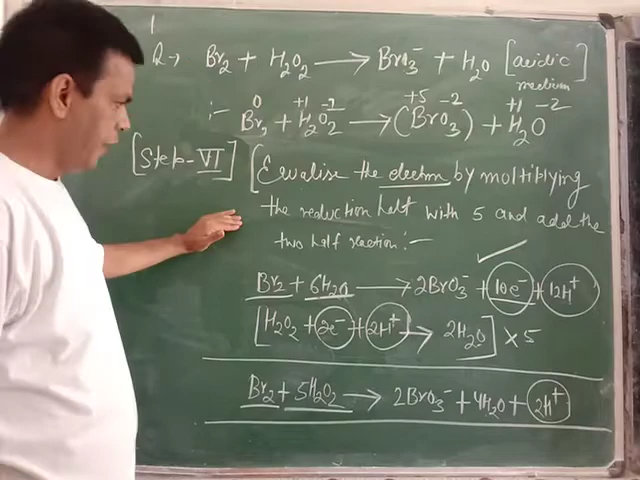 1
Q→ Br₂ + H₂O₂ ⟶ BrO₃⁻ + H₂O [acidic medium]
:- 0 +1 -1 +5 -2 +1 -2
Br₂ + H₂O₂ ⟶ (BrO₃⁻) + H₂O
[Step-VI] [Equalise the electron by moltiplying
the reduction half with 5 and add the
two half reaction:-
Br₂ + 6H₂O ⟶ 2BrO₃⁻ + 10e⁻ + 12H⁺
[H₂O₂ + 2e⁻ + 2H⁺ ⟶ 2H₂O] × 5
Br₂ + 5H₂O₂ ⟶ 2BrO₃⁻ + 4H₂O + 2H⁺